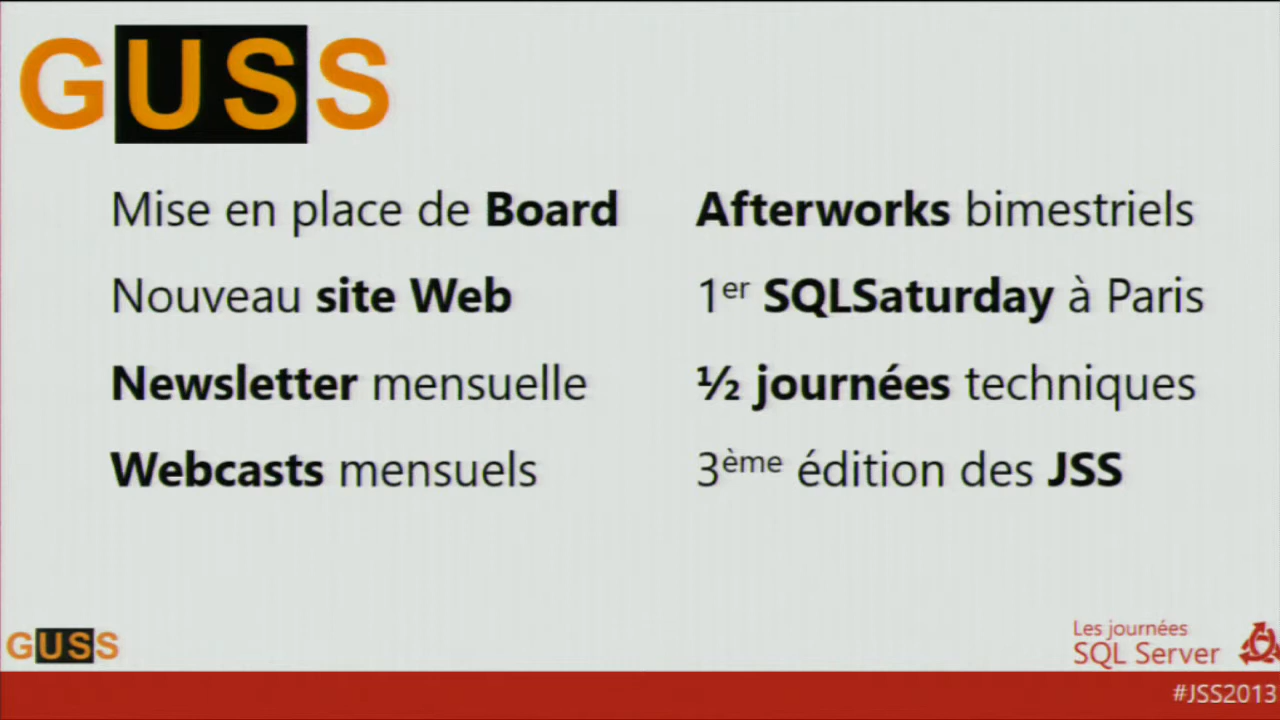 GUSS
Mise en place de Board
Nouveau site Web
Newsletter mensuelle
Webcasts mensuels
Afterworks bimestriels
1er SQLSaturday à Paris
½ journées techniques
3ème édition des JSS
GUSS
Les journées
SQL Server
#JSS2013